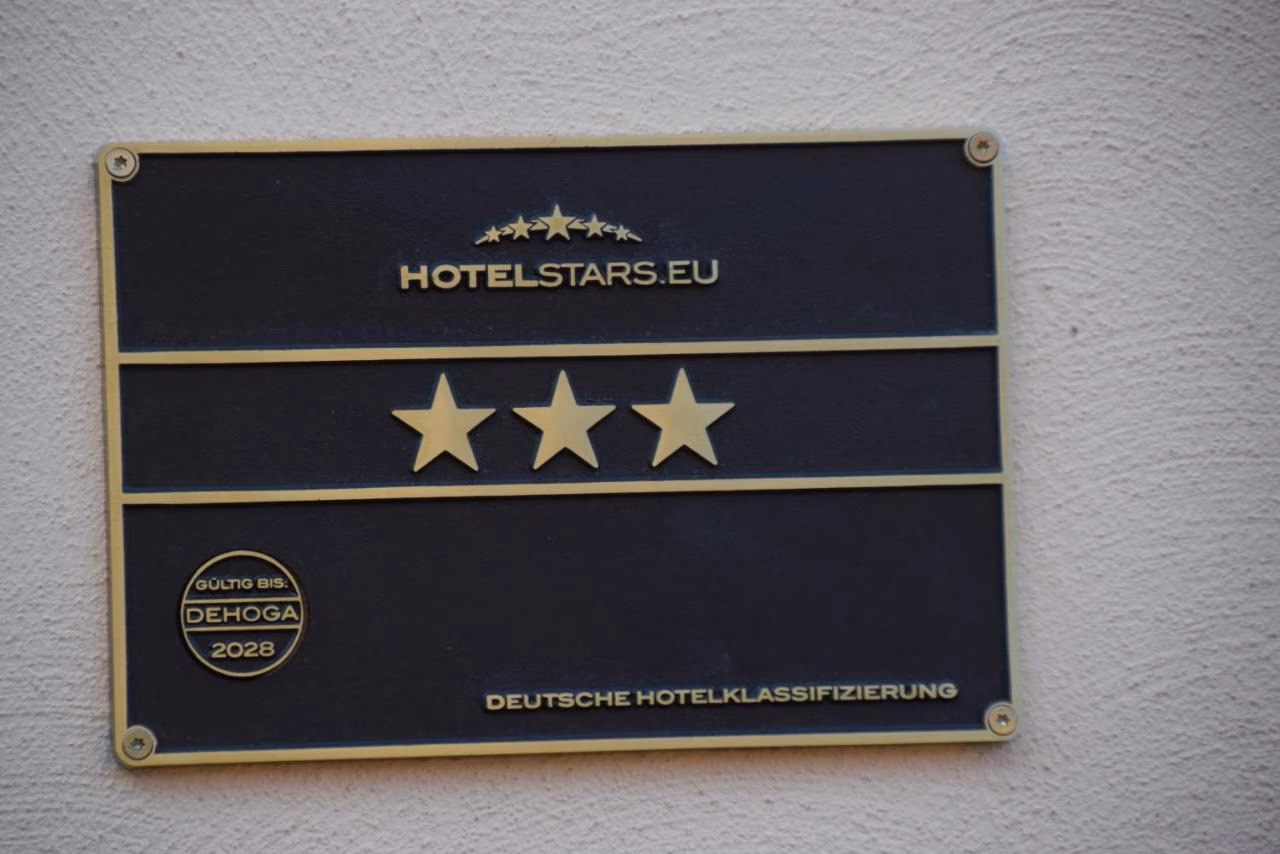 HOTELSTARS.EU
GÜLTIG BIS:
DEHOGA
2028
DEUTSCHE HOTELKLASSIFIZIERUNG